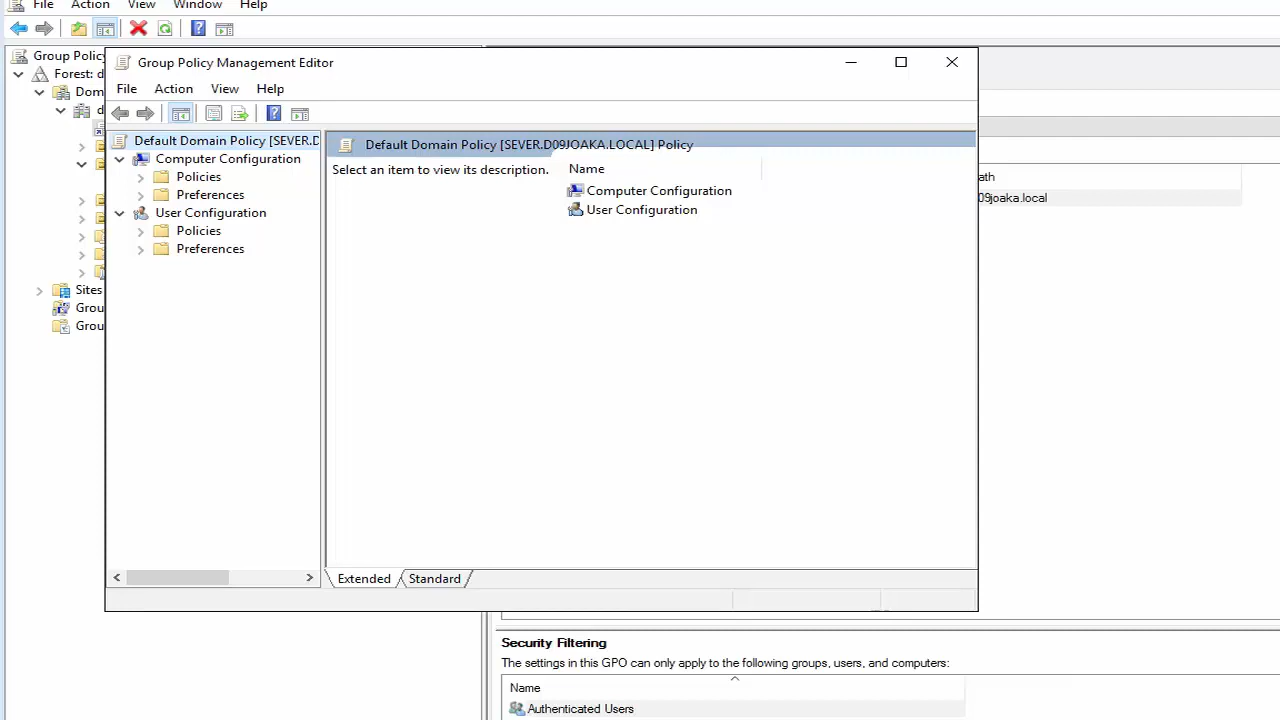 File Action View Window Help
Group Policy
Forest: d
Dom
d
Sites
Grou
Grou
Group Policy Management Editor
File Action View Help
Default Domain Policy [SEVER.D
Computer Configuration
Policies
Preferences
User Configuration
Policies
Preferences
Default Domain Policy [SEVER.D09JOAKA.LOCAL] Policy
Select an item to view its description.
Name
Computer Configuration
User Configuration
Extended Standard
ath
09joaka.local
Security Filtering
The settings in this GPO can only apply to the following groups, users, and computers:
Name
Authenticated Users